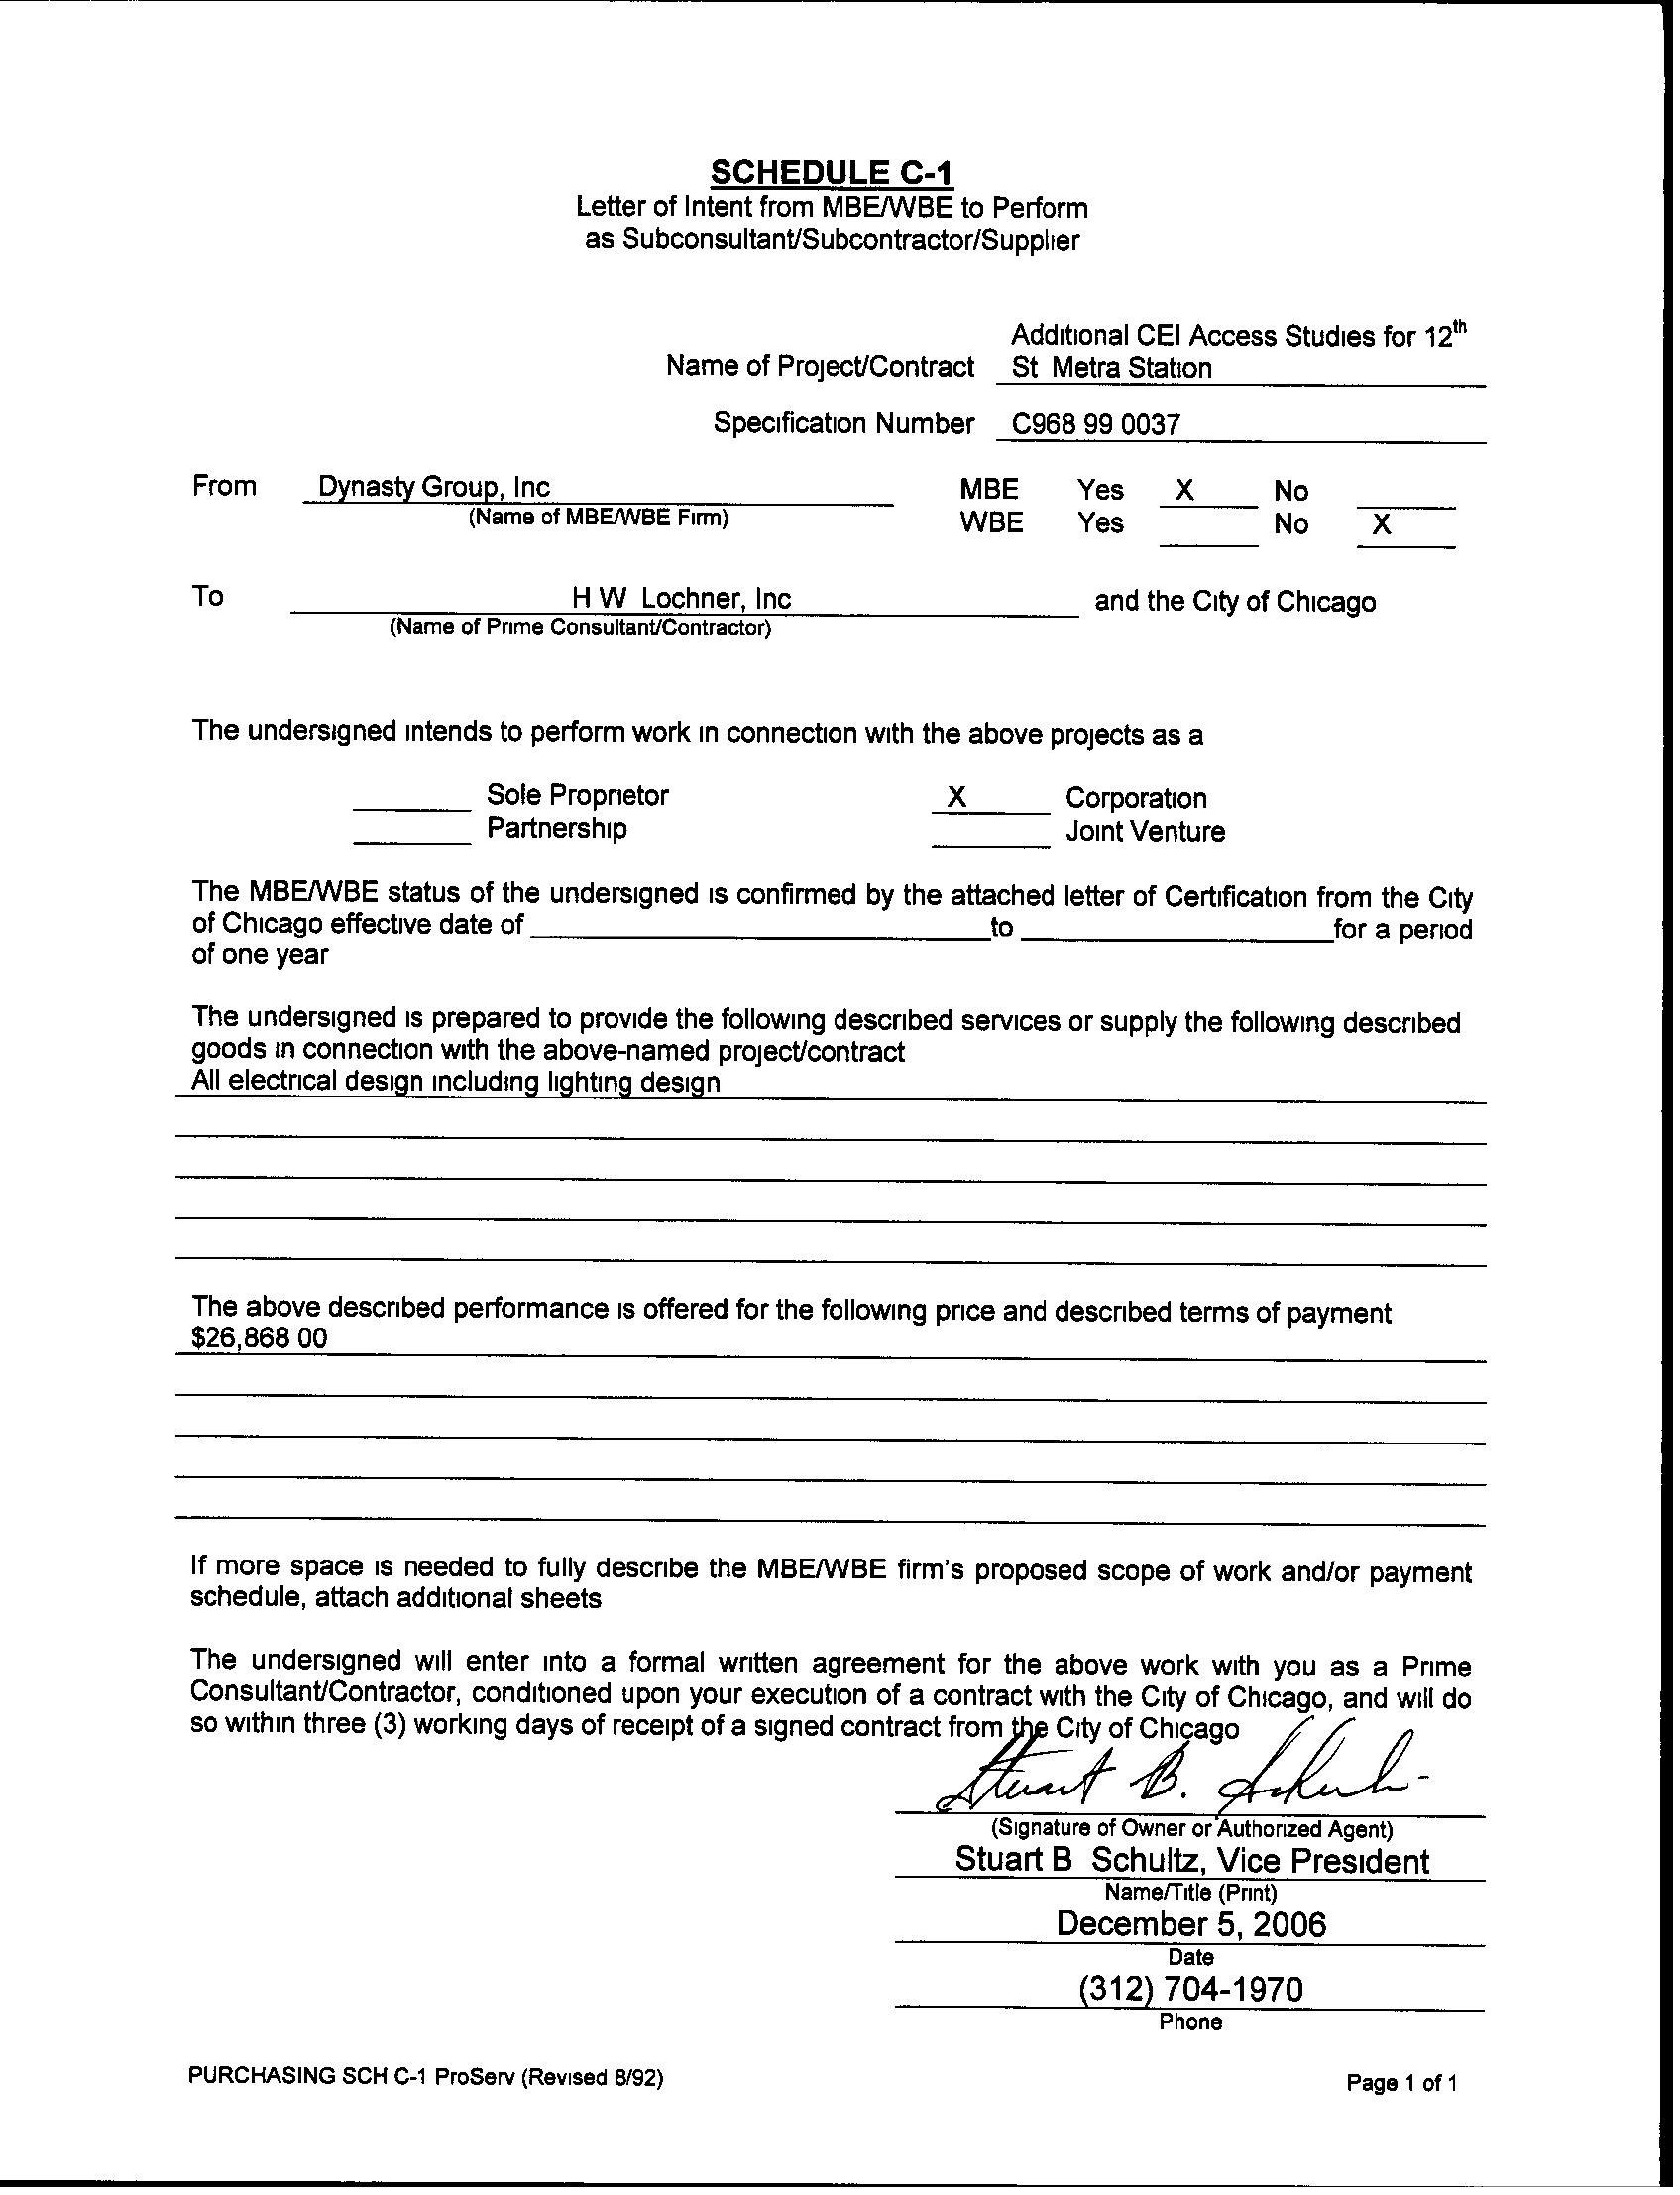 SCHEDULE C-1
Letter of Intent from MBE/WBE to Perform
as Subconsultant/Subcontractor/Supplier
Additional CEI Access Studies for 12th
Name of Project/Contract St Metra Station
Specification Number C968 99 0037
From Dynasty Group, Inc MBE Yes X No
(Name of MBE/WBE Firm) WBE Yes No X
To H W Lochner, Inc and the City of Chicago
(Name of Prime Consultant/Contractor)
The undersigned intends to perform work in connection with the above projects as a
Sole Proprietor X Corporation
Partnership Joint Venture
The MBE/WBE status of the undersigned is confirmed by the attached letter of Certification from the City
of Chicago effective date of to for a period
of one year
The undersigned is prepared to provide the following described services or supply the following described
goods in connection with the above-named project/contract
All electrical design including lighting design
The above described performance is offered for the following price and described terms of payment
$26,868 00
If more space is needed to fully describe the MBE/WBE firm's proposed scope of work and/or payment
schedule, attach additional sheets
The undersigned will enter into a formal written agreement for the above work with you as a Prime
Consultant/Contractor, conditioned upon your execution of a contract with the City of Chicago, and will do
so within three (3) working days of receipt of a signed contract from the City of Chicago
Stuart B. Schultz
(Signature of Owner or Authorized Agent)
Stuart B Schultz, Vice President
Name/Title (Print)
December 5, 2006
Date
(312) 704-1970
Phone
PURCHASING SCH C-1 ProServ (Revised 8/92) Page 1 of 1